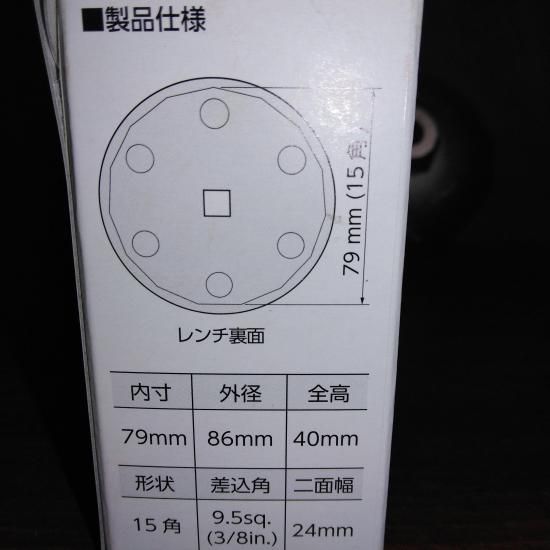 ■製品仕様
79 mm (15 角)
レンチ裏面
内寸 外径 全高
79mm 86mm 40mm
形状 差込角 二面幅
15 角 9.5sq. 24mm
(3/8in.)